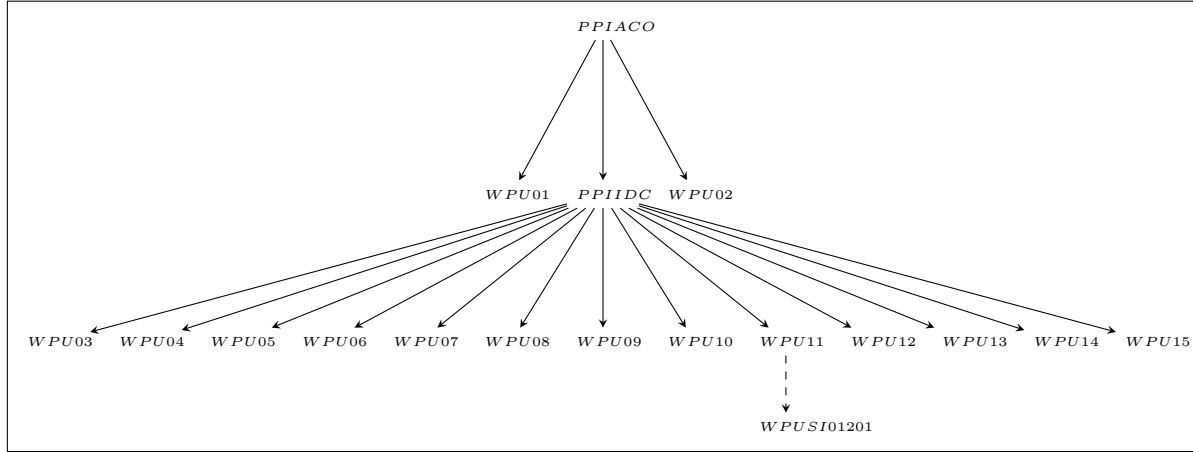 PPIACO
WPU01 PPIIDC WPU02
WPU03 WPU04 WPU05 WPU06 WPU07 WPU08 WPU09 WPU10 WPU11 WPU12 WPU13 WPU14 WPU15
WPUSI01201